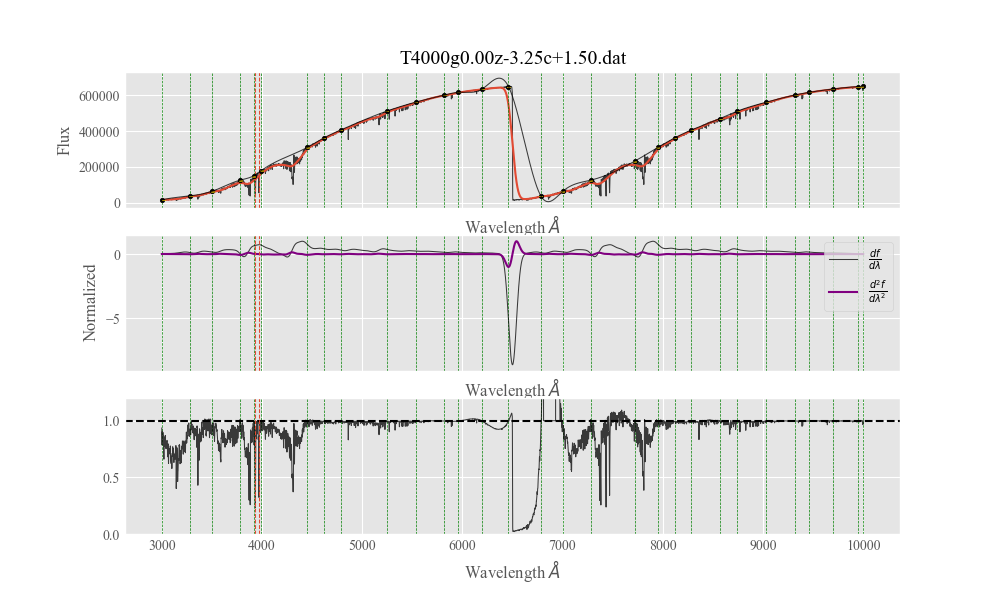 T4000g0.00z-3.25c+1.50.dat
Flux
600000
400000
200000
0
Wavelength Å
Normalized
0
−5
df/dλ
d²f/dλ²
Wavelength Å
1.0
0.5
0.0
3000 4000 5000 6000 7000 8000 9000 10000
Wavelength Å